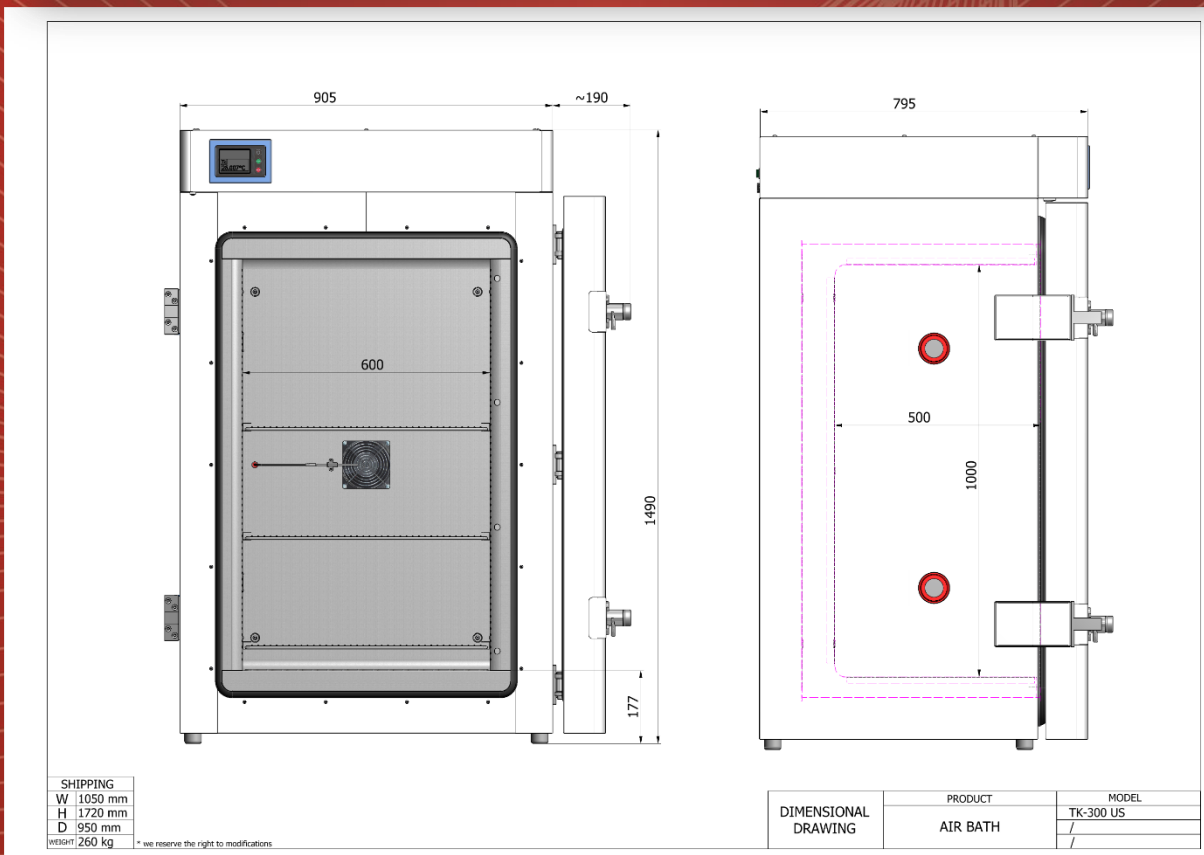 905
~190
795
600
500
1000
1490
177
SHIPPING
W 1050 mm
H 1720 mm
D 950 mm
WEIGHT 260 kg
* we reserve the right to modifications
DIMENSIONAL
DRAWING
PRODUCT
AIR BATH
MODEL
TK-300 US
/
/